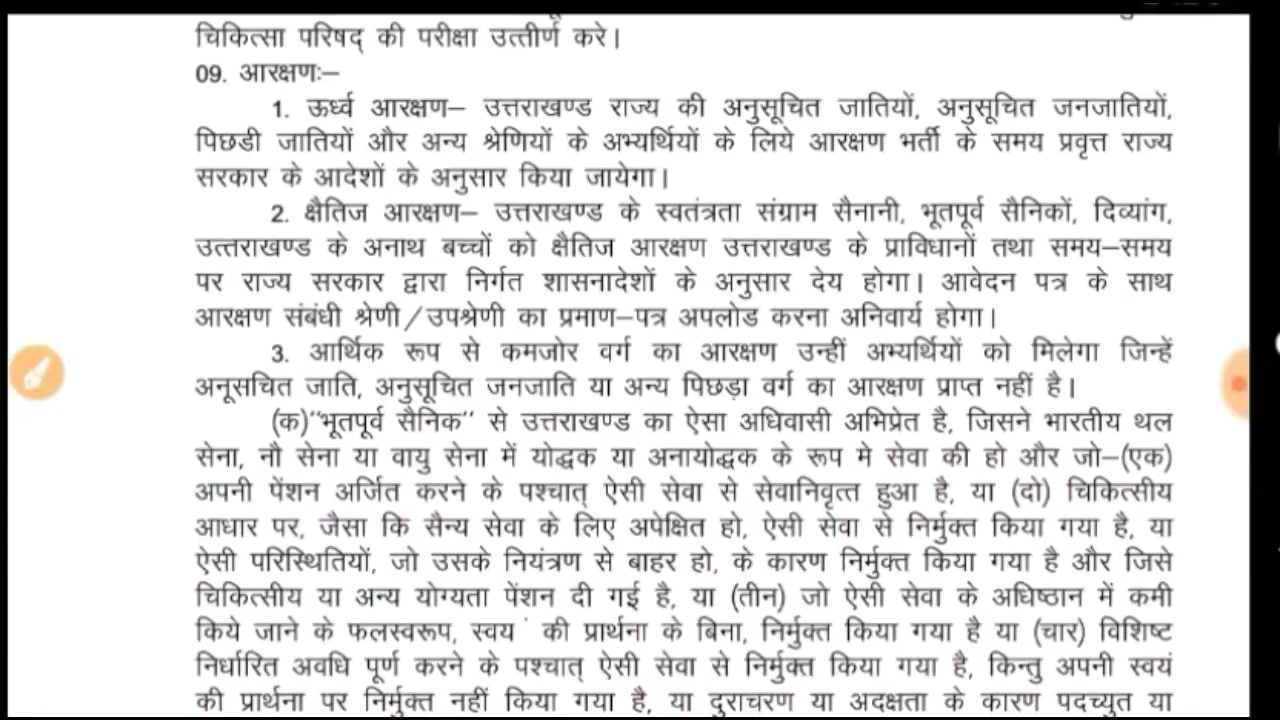 चिकित्सा परिषद् की परीक्षा उत्तीर्ण करे।
09. आरक्षणः–
1. ऊर्ध्व आरक्षण– उत्तराखण्ड राज्य की अनुसूचित जातियों, अनुसूचित जनजातियों,
पिछडी जातियों और अन्य श्रेणियों के अभ्यर्थियों के लिये आरक्षण भर्ती के समय प्रवृत्त राज्य
सरकार के आदेशों के अनुसार किया जायेगा।
2. क्षैतिज आरक्षण– उत्तराखण्ड के स्वतंत्रता संग्राम सैनानी, भूतपूर्व सैनिकों, दिव्यांग,
उत्तराखण्ड के अनाथ बच्चों को क्षैतिज आरक्षण उत्तराखण्ड के प्राविधानों तथा समय–समय
पर राज्य सरकार द्वारा निर्गत शासनादेशों के अनुसार देय होगा। आवेदन पत्र के साथ
आरक्षण संबंधी श्रेणी/उपश्रेणी का प्रमाण–पत्र अपलोड करना अनिवार्य होगा।
3. आर्थिक रूप से कमजोर वर्ग का आरक्षण उन्हीं अभ्यर्थियों को मिलेगा जिन्हें
अनूसचित जाति, अनुसूचित जनजाति या अन्य पिछड़ा वर्ग का आरक्षण प्राप्त नहीं है।
(क)"भूतपूर्व सैनिक" से उत्तराखण्ड का ऐसा अधिवासी अभिप्रेत है, जिसने भारतीय थल
सेना, नौ सेना या वायु सेना में योद्धक या अनायोद्धक के रूप मे सेवा की हो और जो–(एक)
अपनी पेंशन अर्जित करने के पश्चात् ऐसी सेवा से सेवानिवृत्त हुआ है, या (दो) चिकित्सीय
आधार पर, जैसा कि सैन्य सेवा के लिए अपेक्षित हो, ऐसी सेवा से निर्मुक्त किया गया है, या
ऐसी परिस्थितियों, जो उसके नियंत्रण से बाहर हो, के कारण निर्मुक्त किया गया है और जिसे
चिकित्सीय या अन्य योग्यता पेंशन दी गई है, या (तीन) जो ऐसी सेवा के अधिष्ठान में कमी
किये जाने के फलस्वरूप, स्वय की प्रार्थना के बिना, निर्मुक्त किया गया है या (चार) विशिष्ट
निर्धारित अवधि पूर्ण करने के पश्चात् ऐसी सेवा से निर्मुक्त किया गया है, किन्तु अपनी स्वयं
की प्रार्थना पर निर्मुक्त नहीं किया गया है, या दुराचरण या अदक्षता के कारण पदच्युत या